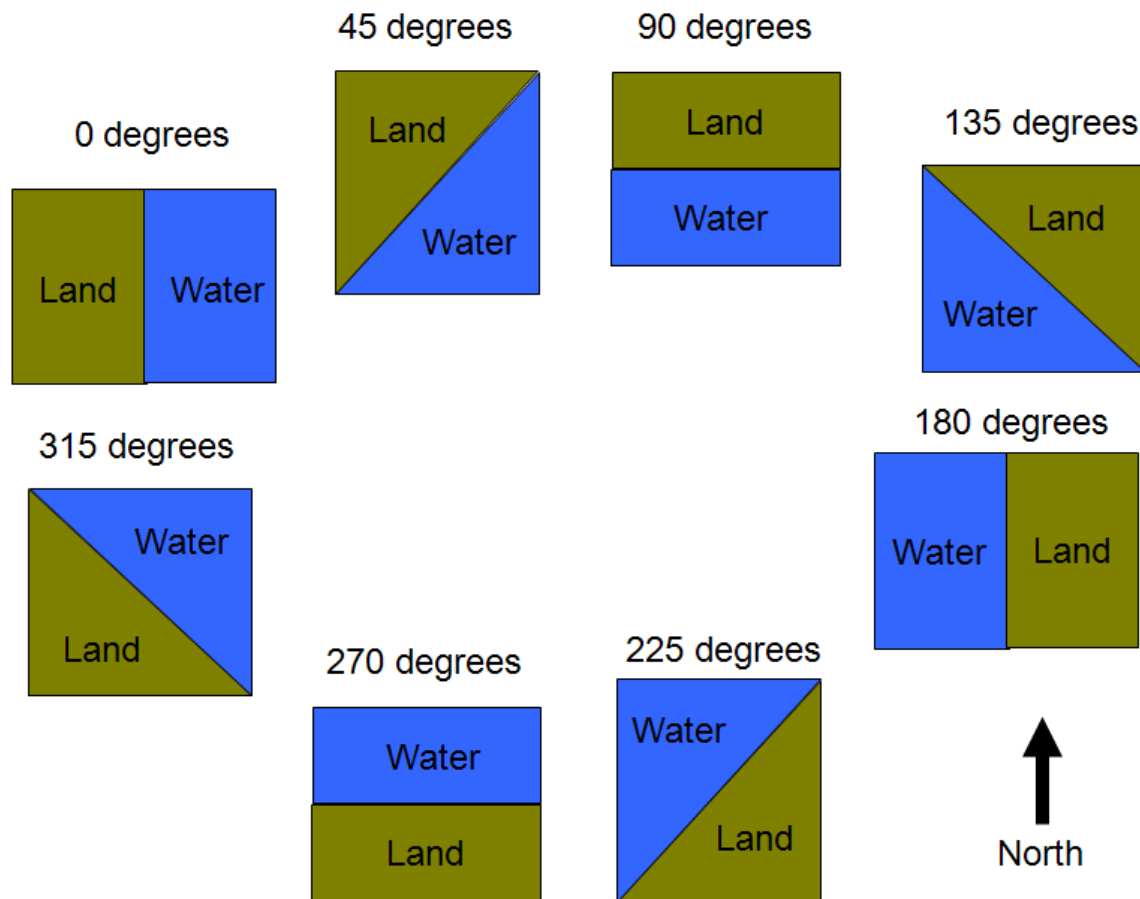 45 degrees
90 degrees
0 degrees
135 degrees
Land
Water
Land
Water
Land
Water
Land
Water
315 degrees
180 degrees
Water
Land
Water
Land
270 degrees
225 degrees
Water
Land
Water
Land
North